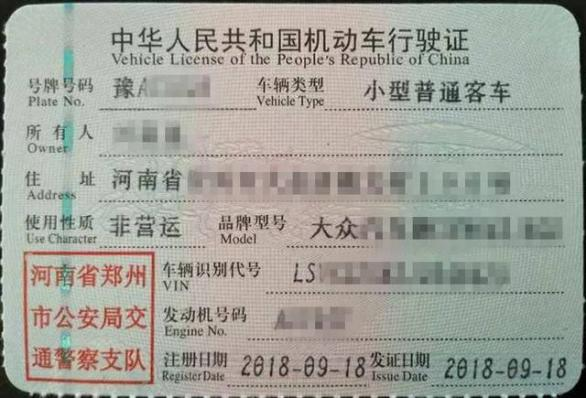 中华人民共和国机动车行驶证
Vehicle License of the People's Republic of China
号牌号码 豫A 车辆类型 小型普通客车
Plate No. Vehicle Type
所有人
Owner
住址 河南省
Address
使用性质 非营运 品牌型号 大众
Use Character Model
河南省郑州 车辆识别代号 LS
VIN
市公安局交 发动机号码
Engine No.
通警察支队 注册日期 2018-09-18 发证日期 2018-09-18
Register Date Issue Date